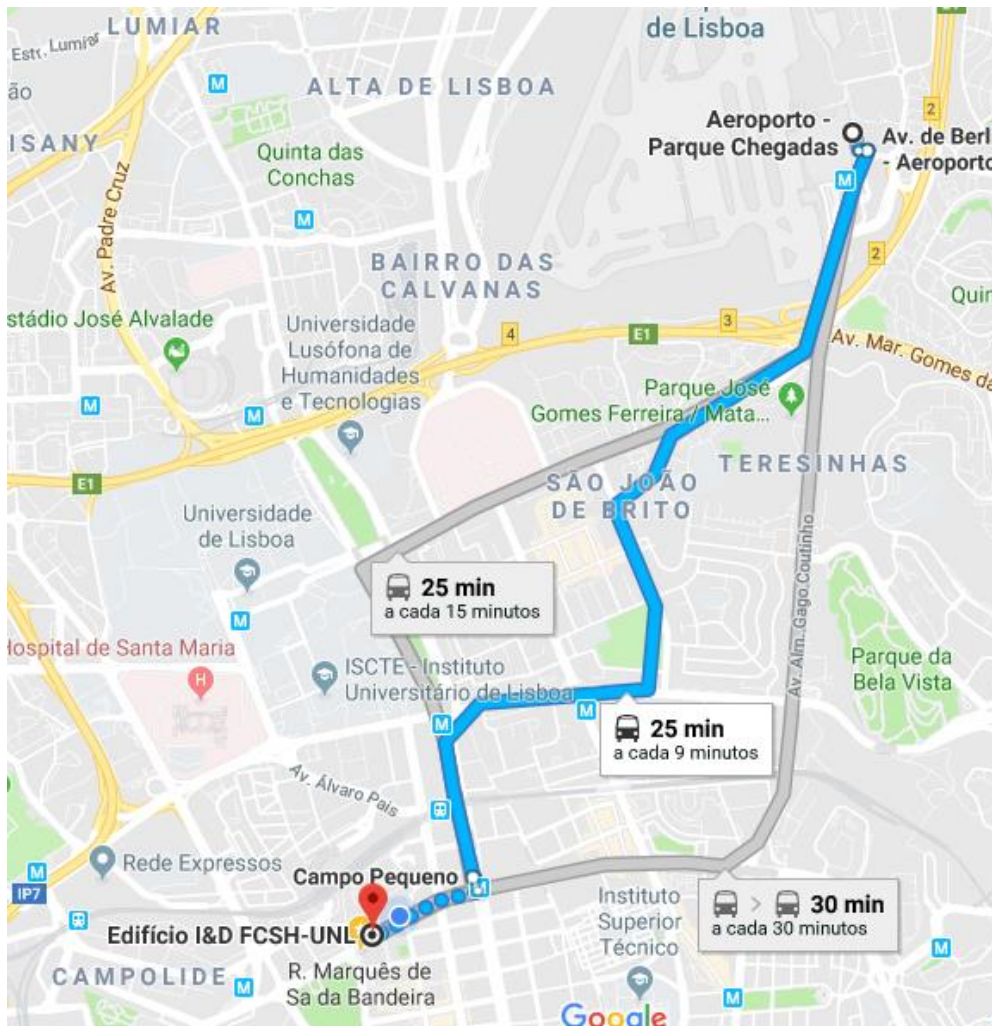 de Lisboa
LUMIAR
Estr. Lumiar
ão
ALTA DE LISBOA
2
ISANY
Aeroporto -
Parque Chegadas
Av. de Berl
- Aeroporto
M
Quinta das
Conchas
M
M
Av. Padre Cruz
BAIRRO DAS
CALVANAS
2
Quin
stádio José Alvalade
Universidade
Lusófona de
Humanidades
e Tecnologias
4
E1
3
Av. Mar. Gomes da
M
M
Parque José
Gomes Ferreira / Mata...
E1
SÃO JOÃO
DE BRITO
TERESINHAS
Universidade
de Lisboa
25 min
a cada 15 minutos
Av. Alm. Gago Coutinho
M
Hospital de Santa Maria
H
ISCTE - Instituto
Universitário de Lisboa
Parque da
Bela Vista
M
M
25 min
a cada 9 minutos
Av. Álvaro Pais
Rede Expressos
M
IP7
Campo Pequeno
M
Instituto
Superior
Técnico
30 min
a cada 30 minutos
Edifício I&D FCSH-UNL
R. Marquês de
Sa da Bandeira
CAMPOLIDE
M
M
Google